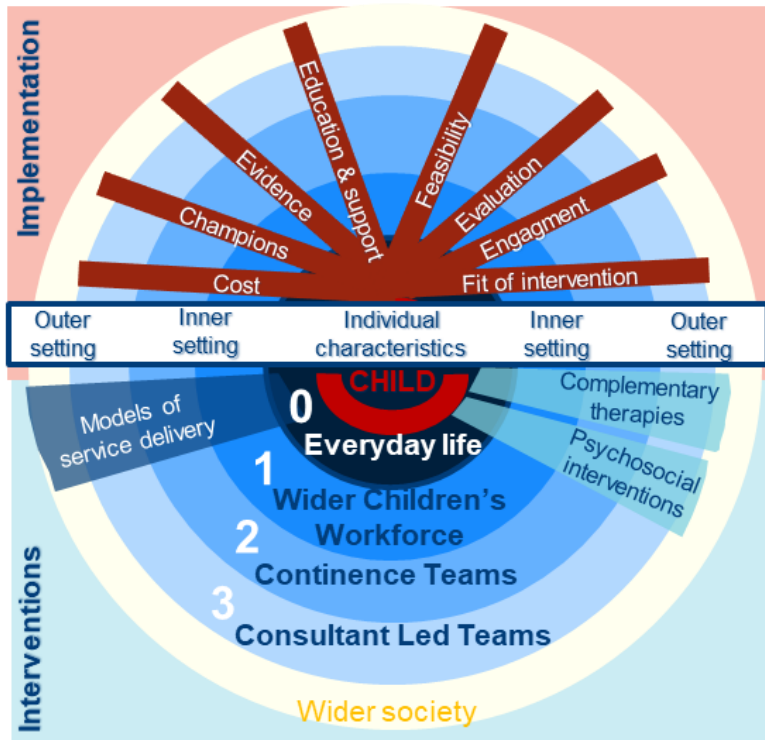 Implementation
Education & support
Feasibility
Evidence
Evaluation
Champions
Engagment
Cost
Fit of intervention
Outer
setting
Inner
setting
Individual
characteristics
Inner
setting
Outer
setting
CHILD
0
Everyday life
Models of
service delivery
Complementary
therapies
Psychosocial
interventions
1
Wider Children's
Workforce
2
Continence Teams
3
Consultant Led Teams
Interventions
Wider society